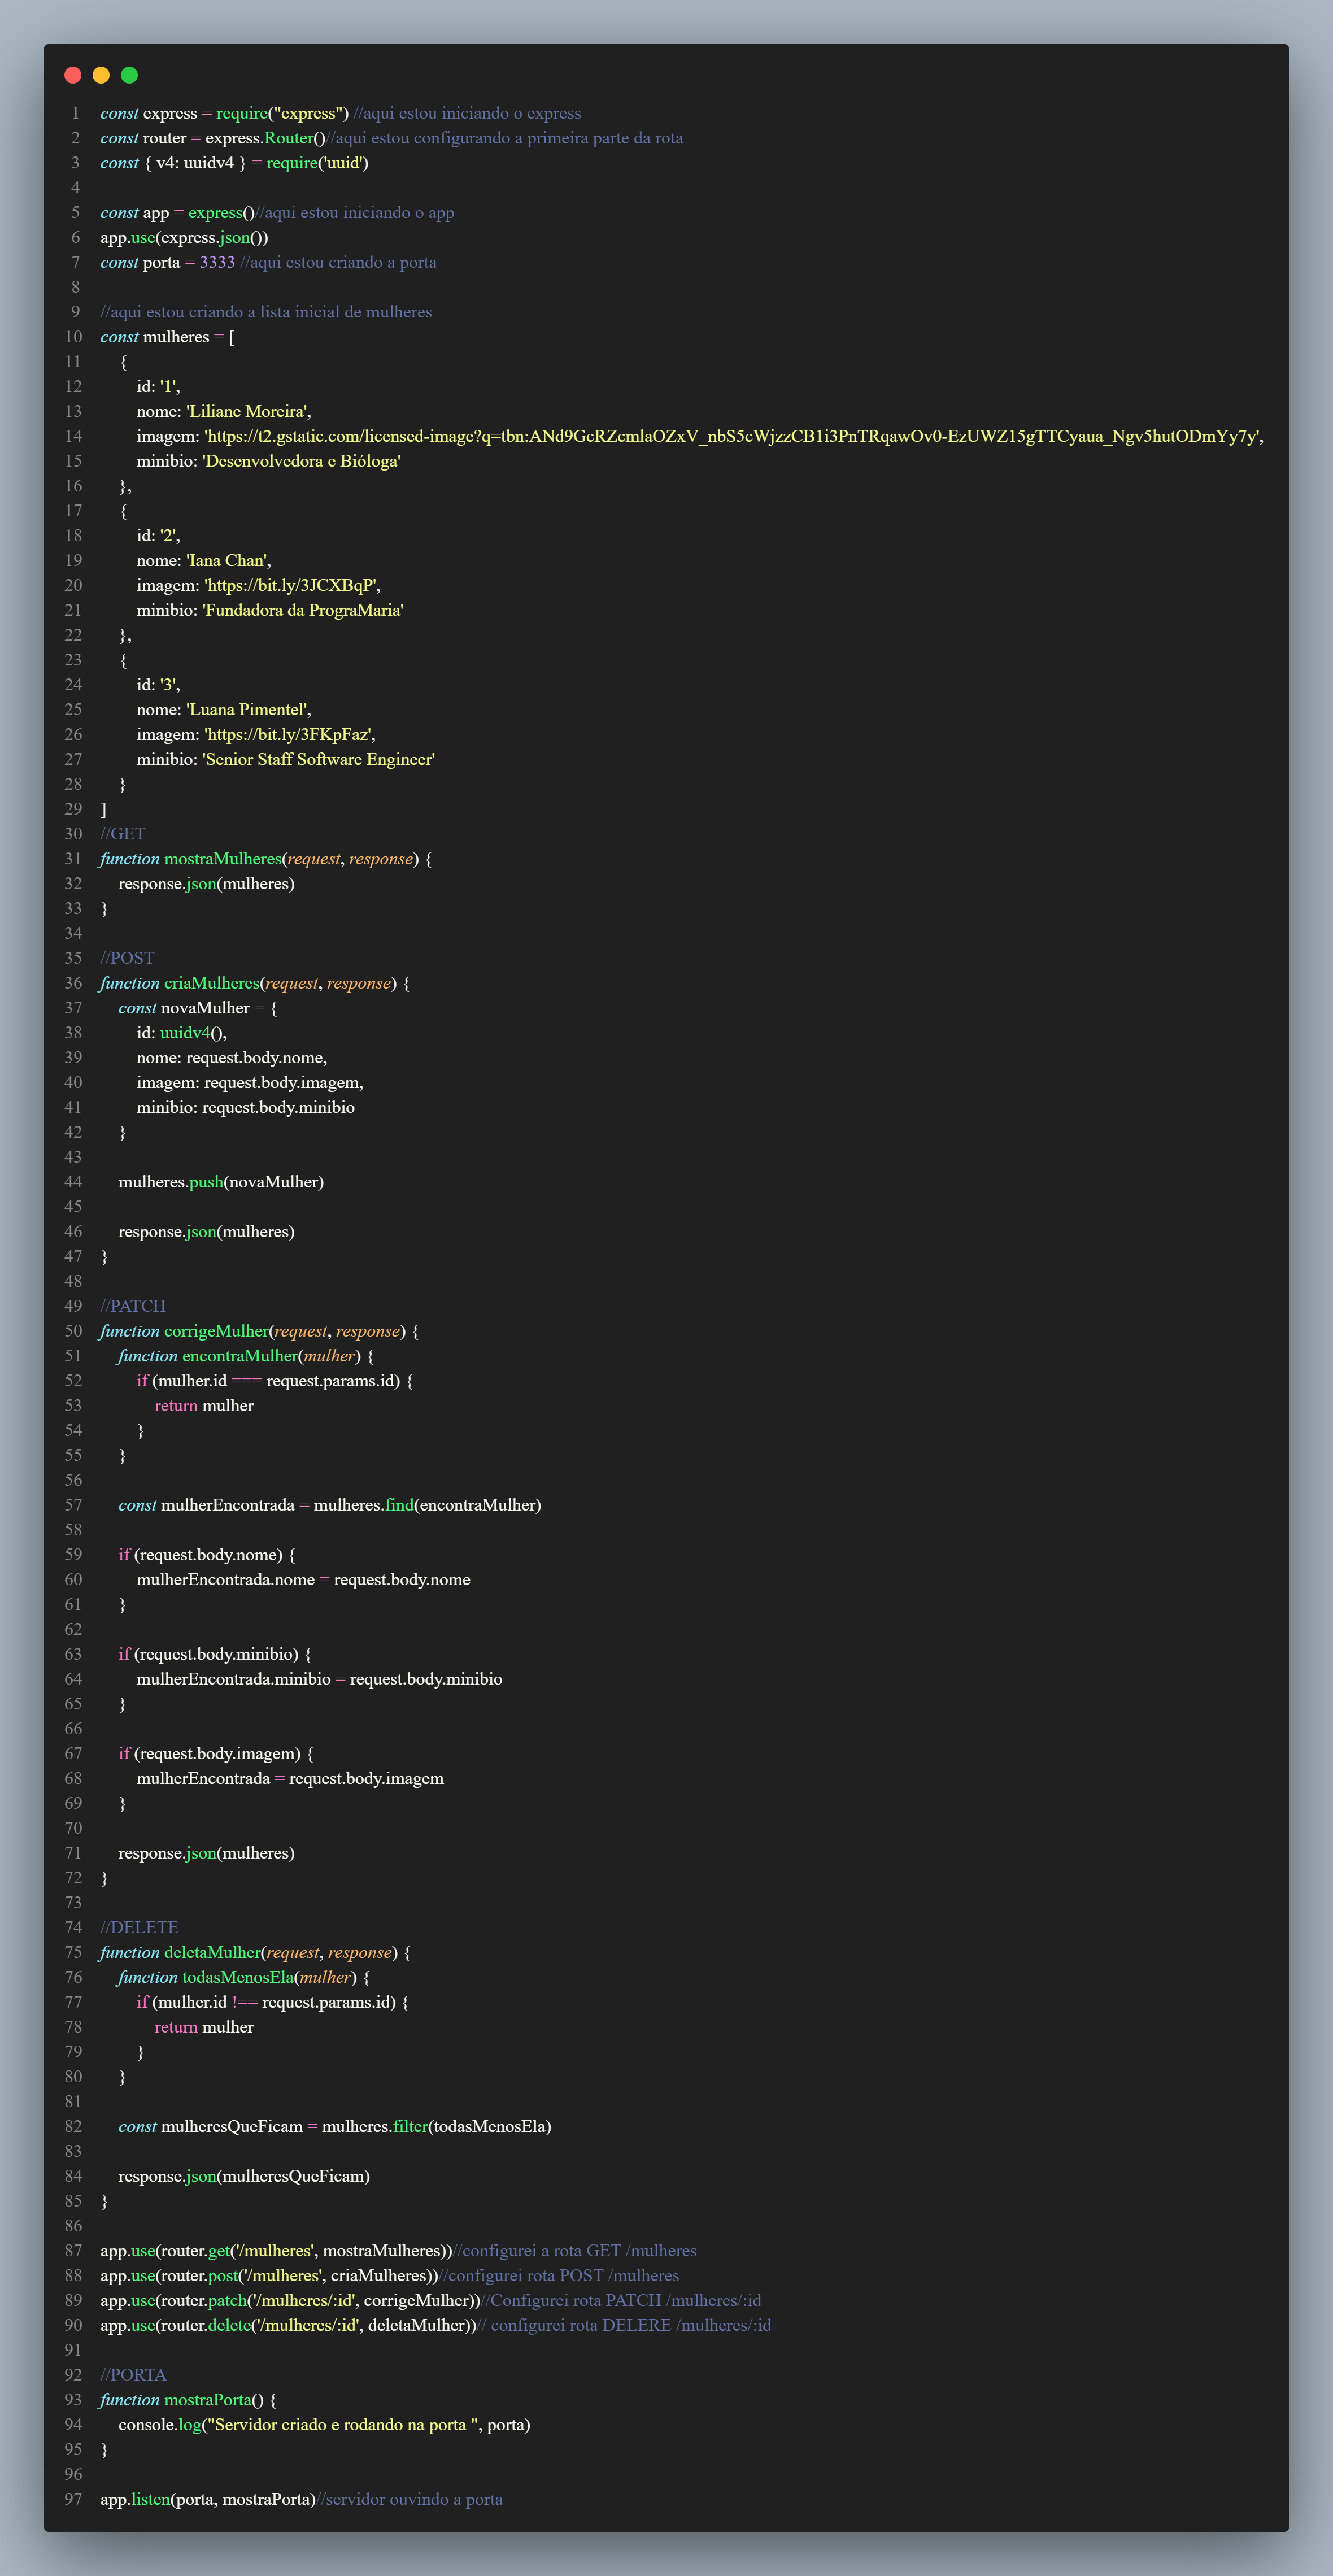 1 const express = require("express") //aqui estou iniciando o express
2 const router = express.Router()//aqui estou configurando a primeira parte da rota
3 const { v4: uuidv4 } = require('uuid')
4
5 const app = express()//aqui estou iniciando o app
6 app.use(express.json())
7 const porta = 3333 //aqui estou criando a porta
8
9 //aqui estou criando a lista inicial de mulheres
10 const mulheres = [
11     {
12         id: '1',
13         nome: 'Liliane Moreira',
14         imagem: 'https://t2.gstatic.com/licensed-image?q=tbn:ANd9GcRZcmlaOZxV_nbS5cWjzzCB1i3PnTRqawOv0-EzUWZ15gTTCyaua_Ngv5hutODmYy7y',
15         minibio: 'Desenvolvedora e Bióloga'
16     },
17     {
18         id: '2',
19         nome: 'Iana Chan',
20         imagem: 'https://bit.ly/3JCXBqP',
21         minibio: 'Fundadora da PrograMaria'
22     },
23     {
24         id: '3',
25         nome: 'Luana Pimentel',
26         imagem: 'https://bit.ly/3FKpFaz',
27         minibio: 'Senior Staff Software Engineer'
28     }
29 ]
30 //GET
31 function mostraMulheres(request, response) {
32     response.json(mulheres)
33 }
34
35 //POST
36 function criaMulheres(request, response) {
37     const novaMulher = {
38         id: uuidv4(),
39         nome: request.body.nome,
40         imagem: request.body.imagem,
41         minibio: request.body.minibio
42     }
43
44     mulheres.push(novaMulher)
45
46     response.json(mulheres)
47 }
48
49 //PATCH
50 function corrigeMulher(request, response) {
51     function encontraMulher(mulher) {
52         if (mulher.id === request.params.id) {
53             return mulher
54         }
55     }
56
57     const mulherEncontrada = mulheres.find(encontraMulher)
58
59     if (request.body.nome) {
60         mulherEncontrada.nome = request.body.nome
61     }
62
63     if (request.body.minibio) {
64         mulherEncontrada.minibio = request.body.minibio
65     }
66
67     if (request.body.imagem) {
68         mulherEncontrada = request.body.imagem
69     }
70
71     response.json(mulheres)
72 }
73
74 //DELETE
75 function deletaMulher(request, response) {
76     function todasMenosEla(mulher) {
77         if (mulher.id !== request.params.id) {
78             return mulher
79         }
80     }
81
82     const mulheresQueFicam = mulheres.filter(todasMenosEla)
83
84     response.json(mulheresQueFicam)
85 }
86
87 app.use(router.get('/mulheres', mostraMulheres))//configurei a rota GET /mulheres
88 app.use(router.post('/mulheres', criaMulheres))//configurei rota POST /mulheres
89 app.use(router.patch('/mulheres/:id', corrigeMulher))//Configurei rota PATCH /mulheres/:id
90 app.use(router.delete('/mulheres/:id', deletaMulher))// configurei rota DELERE /mulheres/:id
91
92 //PORTA
93 function mostraPorta() {
94     console.log("Servidor criado e rodando na porta ", porta)
95 }
96
97 app.listen(porta, mostraPorta)//servidor ouvindo a porta